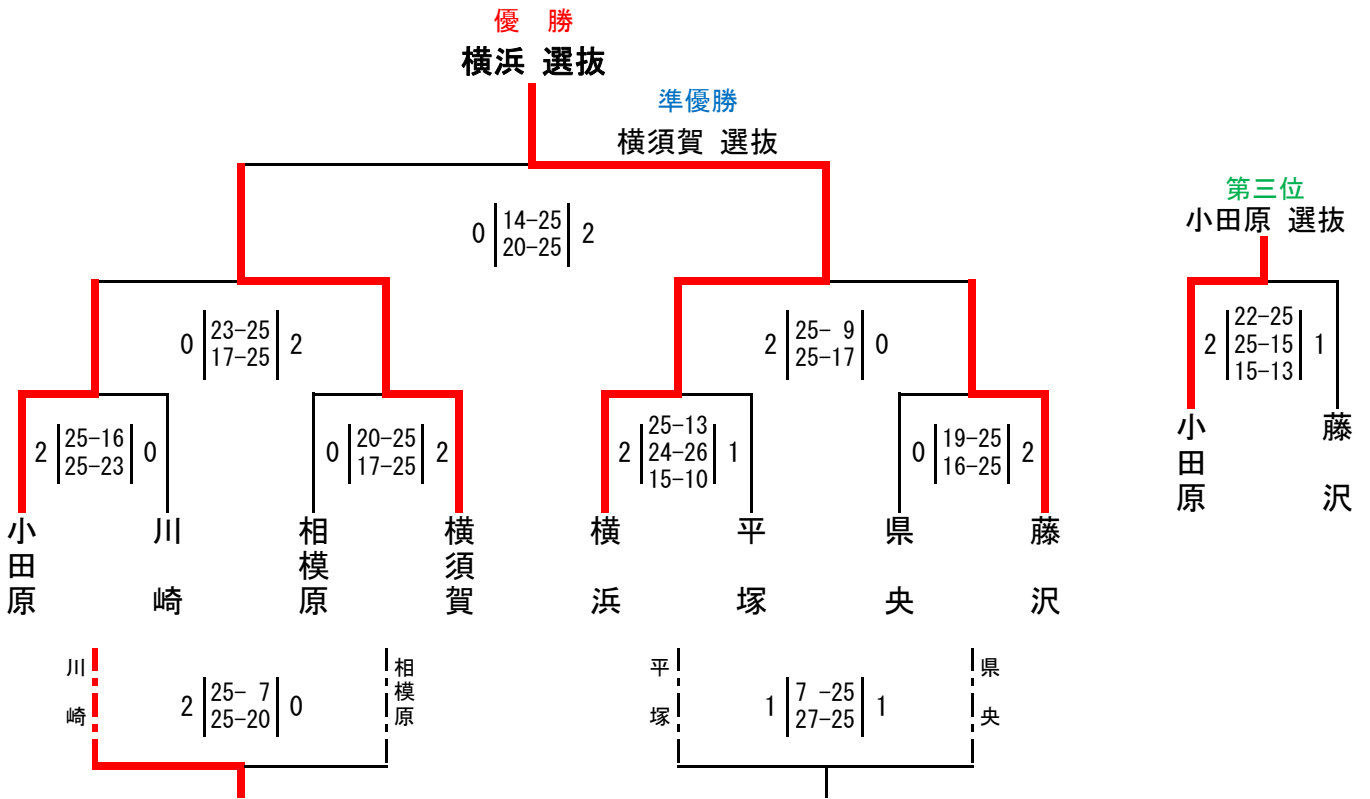 優 勝
横浜 選抜
準優勝
横須賀 選抜
第三位
小田原 選抜
0 14-25 2
20-25
0 23-25 2
17-25
2 25- 9 0
25-17
22-25
2 25-15 1
15-13
2 25-16 0
25-23
0 20-25 2
17-25
25-13
2 24-26 1
15-10
0 19-25 2
16-25
小田原
藤沢
小田原
川崎
相模原
横須賀
横浜
平塚
県央
藤沢
川崎
2 25- 7 0
25-20
相模原
平塚
1 7 -25 1
27-25
県央